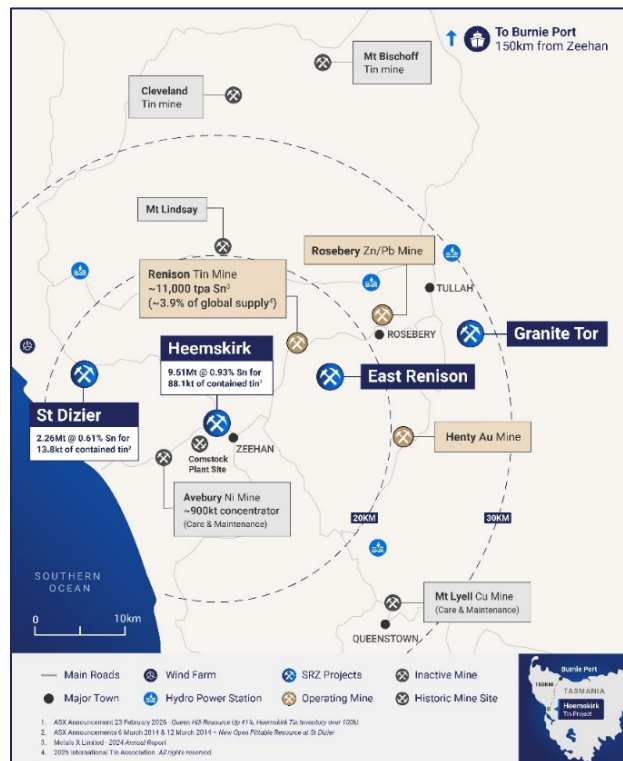 To Burnie Port
150km from Zeehan
Mt Bischoff
Tin mine
Cleveland
Tin mine
Mt Lindsay
Renison Tin Mine
~11,000 tpa Sn³
(~3.9% of global supply⁴)
Rosebery Zn/Pb Mine
TULLAH
ROSEBERY
Granite Tor
Heemskirk
9.51Mt @ 0.93% Sn for
88.1kt of contained tin¹
East Renison
St Dizier
2.26Mt @ 0.61% Sn for
13.8kt of contained tin²
ZEEHAN
Comstock
Plant Site
Henty Au Mine
Avebury Ni Mine
~900kt concentrator
(Care & Maintenance)
20KM
30KM
SOUTHERN
OCEAN
0 10km
Mt Lyell Cu Mine
(Care & Maintenance)
QUEENSTOWN
Main Roads
Wind Farm
SRZ Projects
Inactive Mine
Major Town
Hydro Power Station
Operating Mine
Historic Mine Site
Burnie Port
150KM
TASMANIA
Heemskirk
Tin Project
1. ASX Announcement 23 February 2026 - Queen Hill Resource Up 41%, Heemskirk Tin Inventory over 100kt
2. ASX Announcements 6 March 2014 & 12 March 2014 – New Open Pittable Resource at St Dizier
3. Metals X Limited - 2024 Annual Report
4. 2025 International Tin Association. All rights reserved.